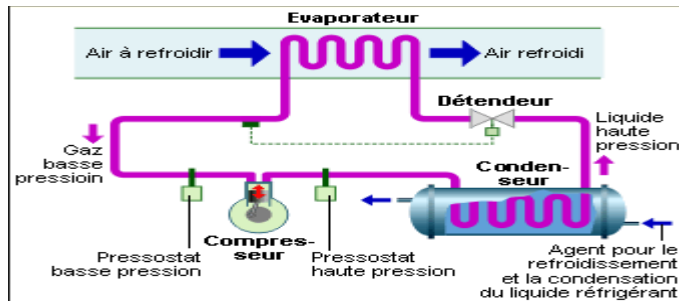 Evaporateur
Air à refroidir
Air refroidi
Détendeur
Liquide
haute
pression
Gaz
basse
pressioin
Conden-
seur
Compres-
seur
Pressostat
basse pression
Pressostat
haute pression
Agent pour le
refroidissement
et la condensation
du liquide réfrigérant